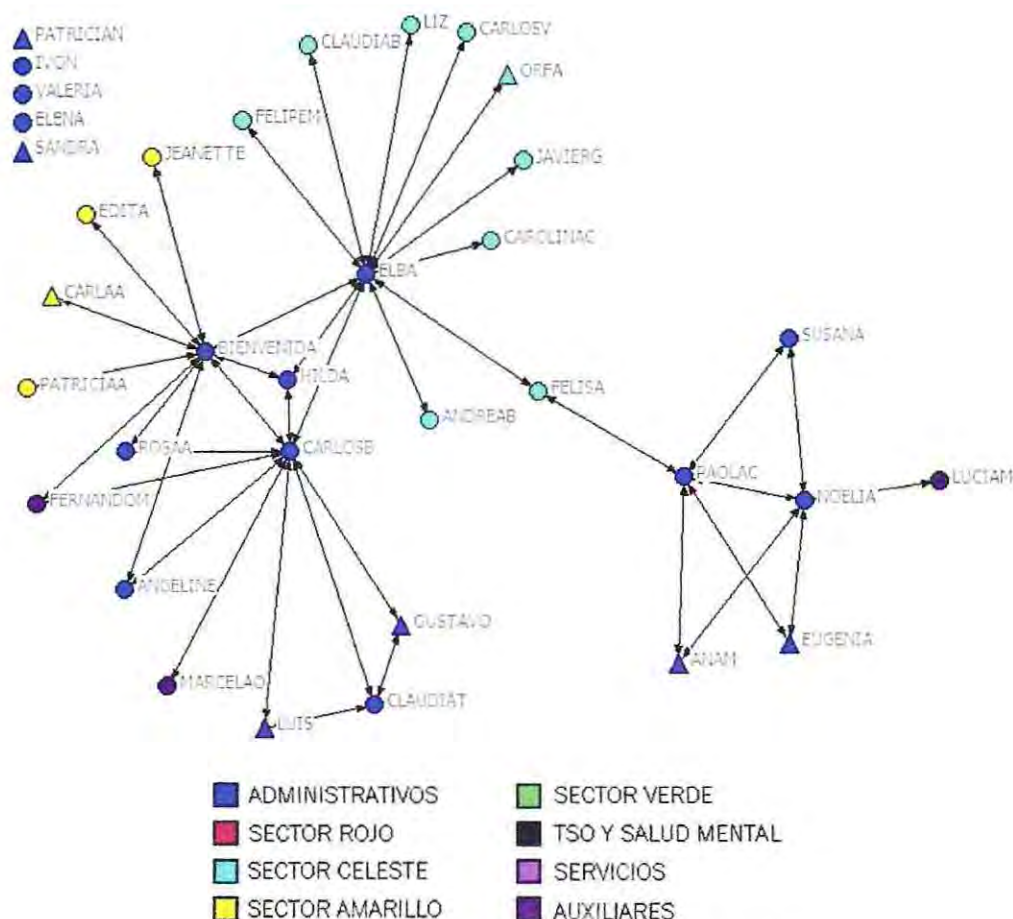 PATRICIAN
IVON
VALERIA
ELENA
SANDRA
CLAUDIAB
LIZ
CARLOSV
ORFA
FELIPEM
JEANETTE
JAVIERG
EDITA
CAROLINAC
ELBA
CARLAA
BIENVENIDA
SUSANA
HILDA
PATRICIAA
FELISA
ANDREAB
ROSAA
CARLOSB
PAOLAC
LUCIAM
NOELIA
FERNANDOM
ANGELINE
GUSTAVO
EUGENIA
ANAM
MARCELAO
CLAUDIAT
LUIS
ADMINISTRATIVOS
SECTOR VERDE
SECTOR ROJO
TSO Y SALUD MENTAL
SECTOR CELESTE
SERVICIOS
SECTOR AMARILLO
AUXILIARES